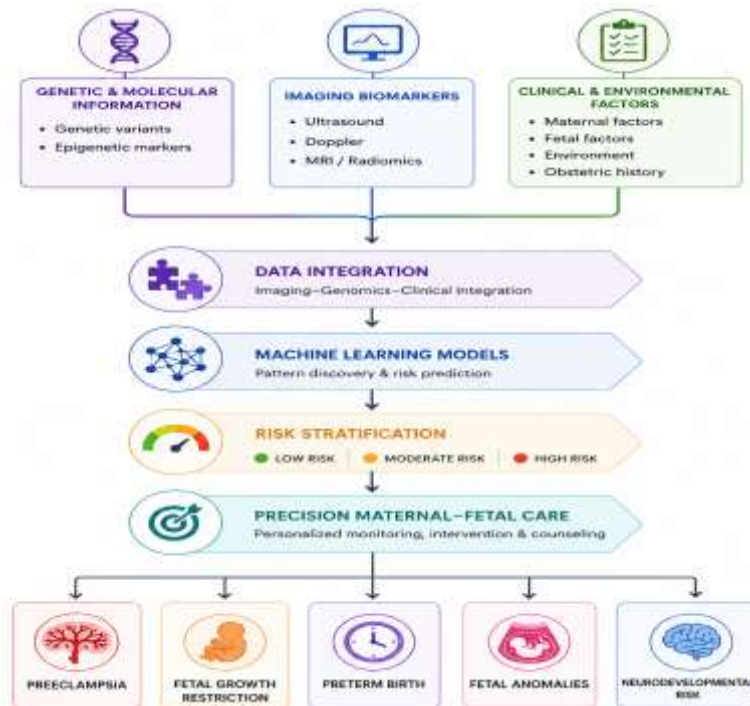 GENETIC & MOLECULAR
INFORMATION
• Genetic variants
• Epigenetic markers
IMAGING BIOMARKERS
• Ultrasound
• Doppler
• MRI / Radiomics
CLINICAL & ENVIRONMENTAL
FACTORS
• Maternal factors
• Fetal factors
• Environment
• Obstetric history
DATA INTEGRATION
Imaging–Genomics–Clinical Integration
MACHINE LEARNING MODELS
Pattern discovery & risk prediction
RISK STRATIFICATION
LOW RISK
MODERATE RISK
HIGH RISK
PRECISION MATERNAL–FETAL CARE
Personalized monitoring, intervention & counseling
PREECLAMPSIA
FETAL GROWTH
RESTRICTION
PRETERM BIRTH
FETAL ANOMALIES
NEURODEVELOPMENTAL
RISK